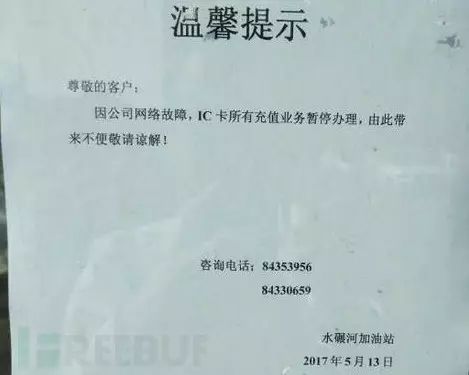 温馨提示
尊敬的客户：
因公司网络故障，IC 卡所有充值业务暂停办理，由此带
来不便敬请谅解！
咨询电话：84353956
84330659
水碾河加油站
2017 年 5 月 13 日
REEBUF